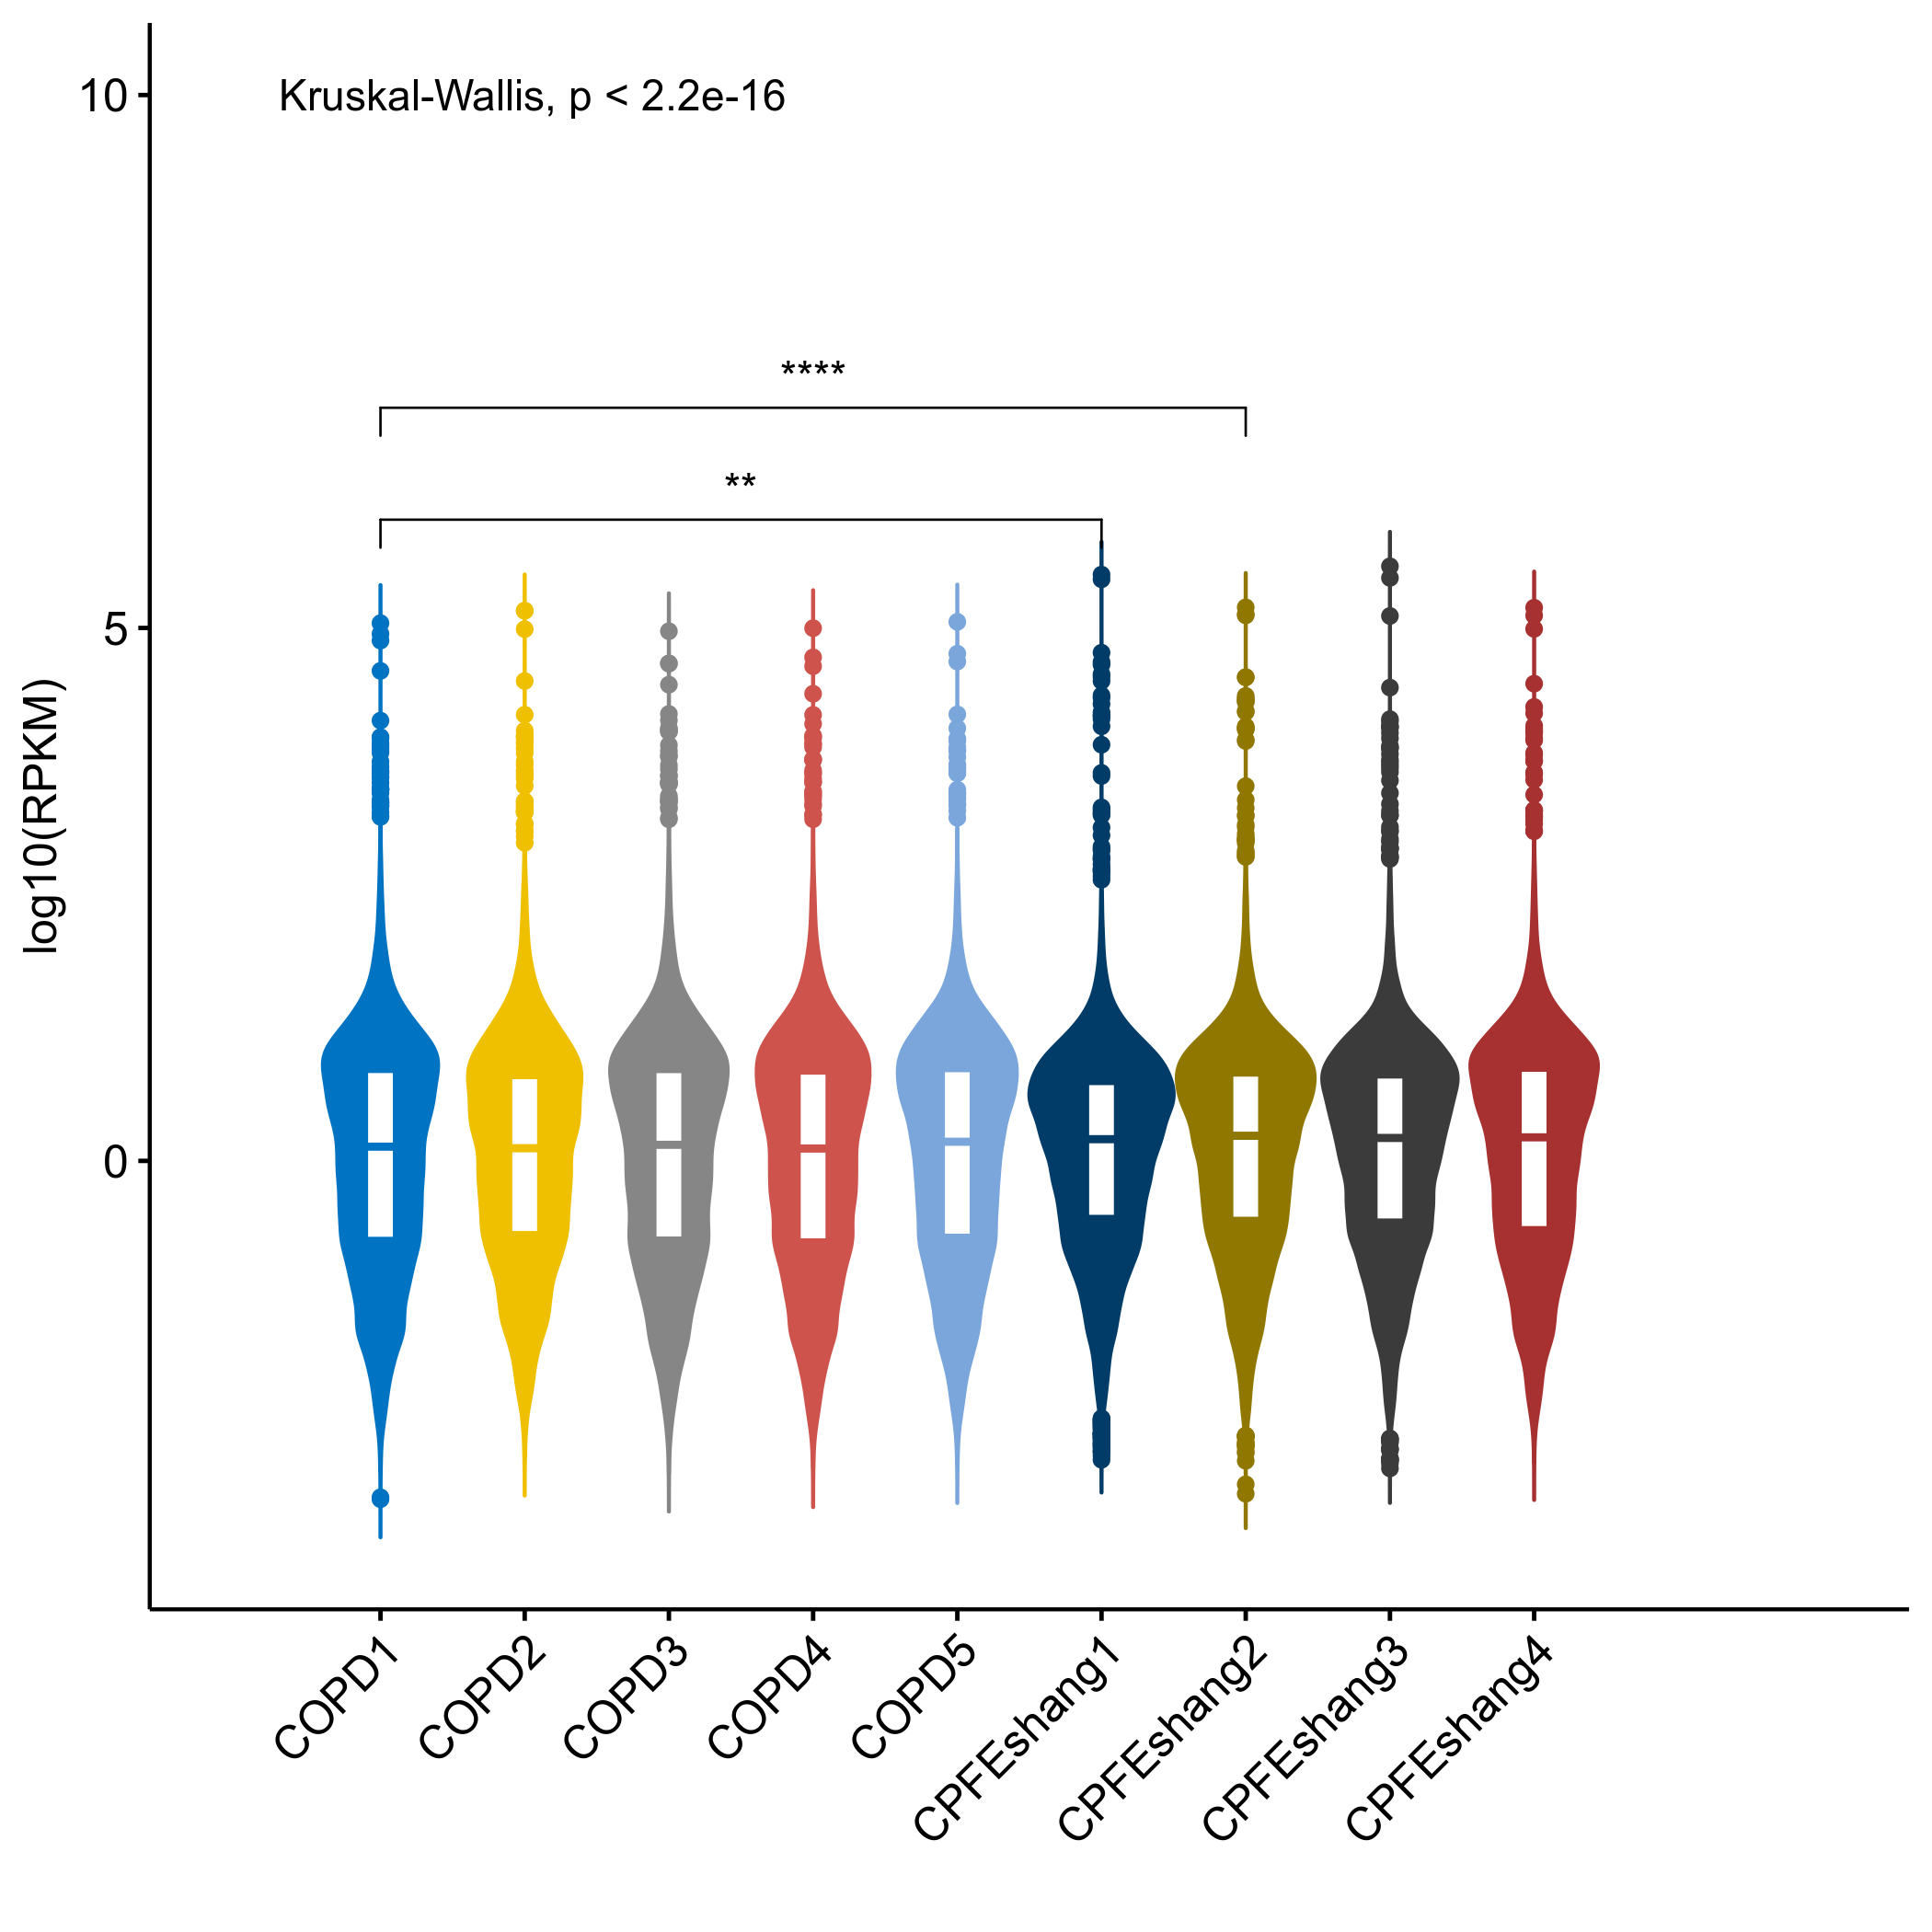 10
Kruskal-Wallis, p < 2.2e-16
****
**
5
log10(RPKM)
0
COPD1
COPD2
COPD3
COPD4
COPD5
CPFEshang1
CPFEshang2
CPFEshang3
CPFEshang4